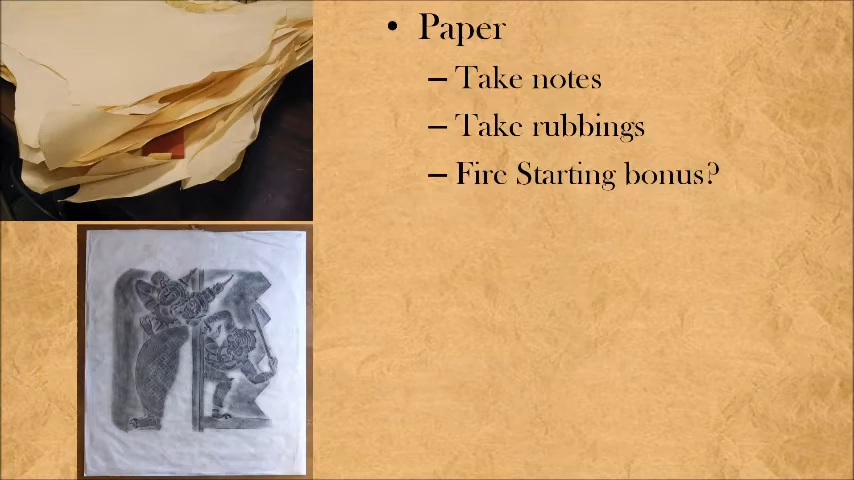 • Paper
– Take notes
– Take rubbings
– Fire Starting bonus?